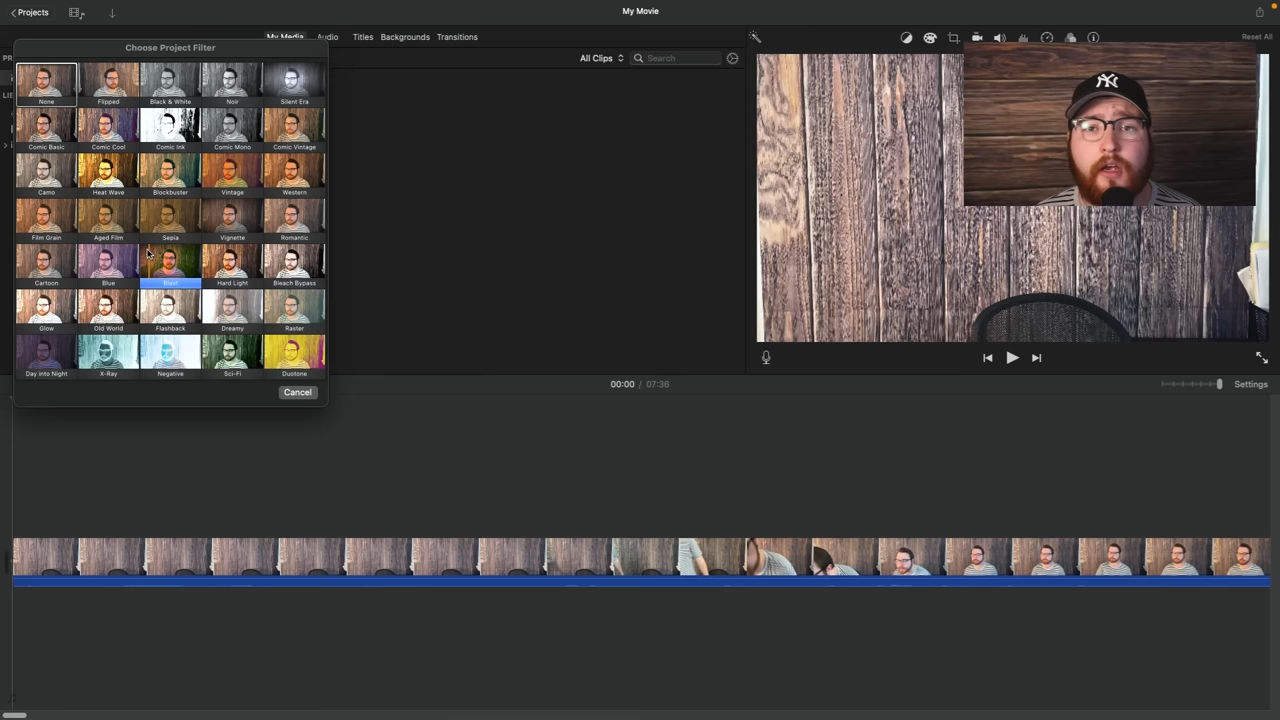 Projects
My Movie
My Media
Audio
Titles
Backgrounds
Transitions
Reset All
Choose Project Filter
All Clips
Search
None
Flipped
Black & White
Noir
Silent Era
Comic Basic
Comic Cool
Comic Ink
Comic Mono
Comic Vintage
Camo
Heat Wave
Blockbuster
Vintage
Western
Film Grain
Aged Film
Sepia
Vignette
Romantic
Cartoon
Blue
Blast
Hard Light
Bleach Bypass
Glow
Old World
Flashback
Dreamy
Raster
Day into Night
X-Ray
Negative
Sci-Fi
Duotone
Cancel
00:00 / 07:36
Settings